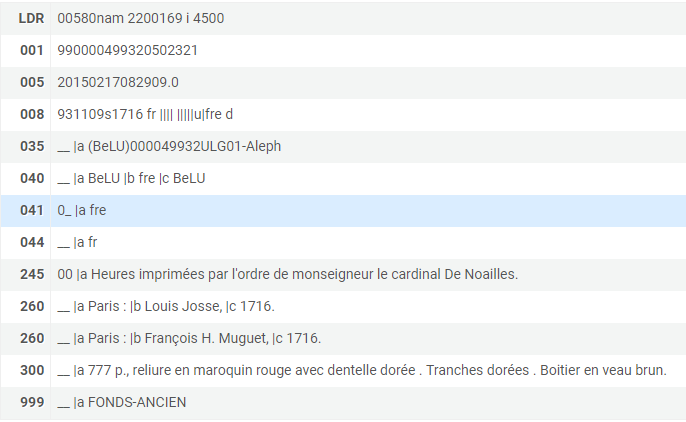 LDR 00580nam 2200169 i 4500
001 990000499320502321
005 20150217082909.0
008 931109s1716 fr |||| |||||u|fre d
035 __ |a (BeLU)000049932ULG01-Aleph
040 __ |a BeLU |b fre |c BeLU
041 0_ |a fre
044 __ |a fr
245 00 |a Heures imprimées par l'ordre de monseigneur le cardinal De Noailles.
260 __ |a Paris : |b Louis Josse, |c 1716.
260 __ |a Paris : |b François H. Muguet, |c 1716.
300 __ |a 777 p., reliure en maroquin rouge avec dentelle dorée . Tranches dorées . Boitier en veau brun.
999 __ |a FONDS-ANCIEN